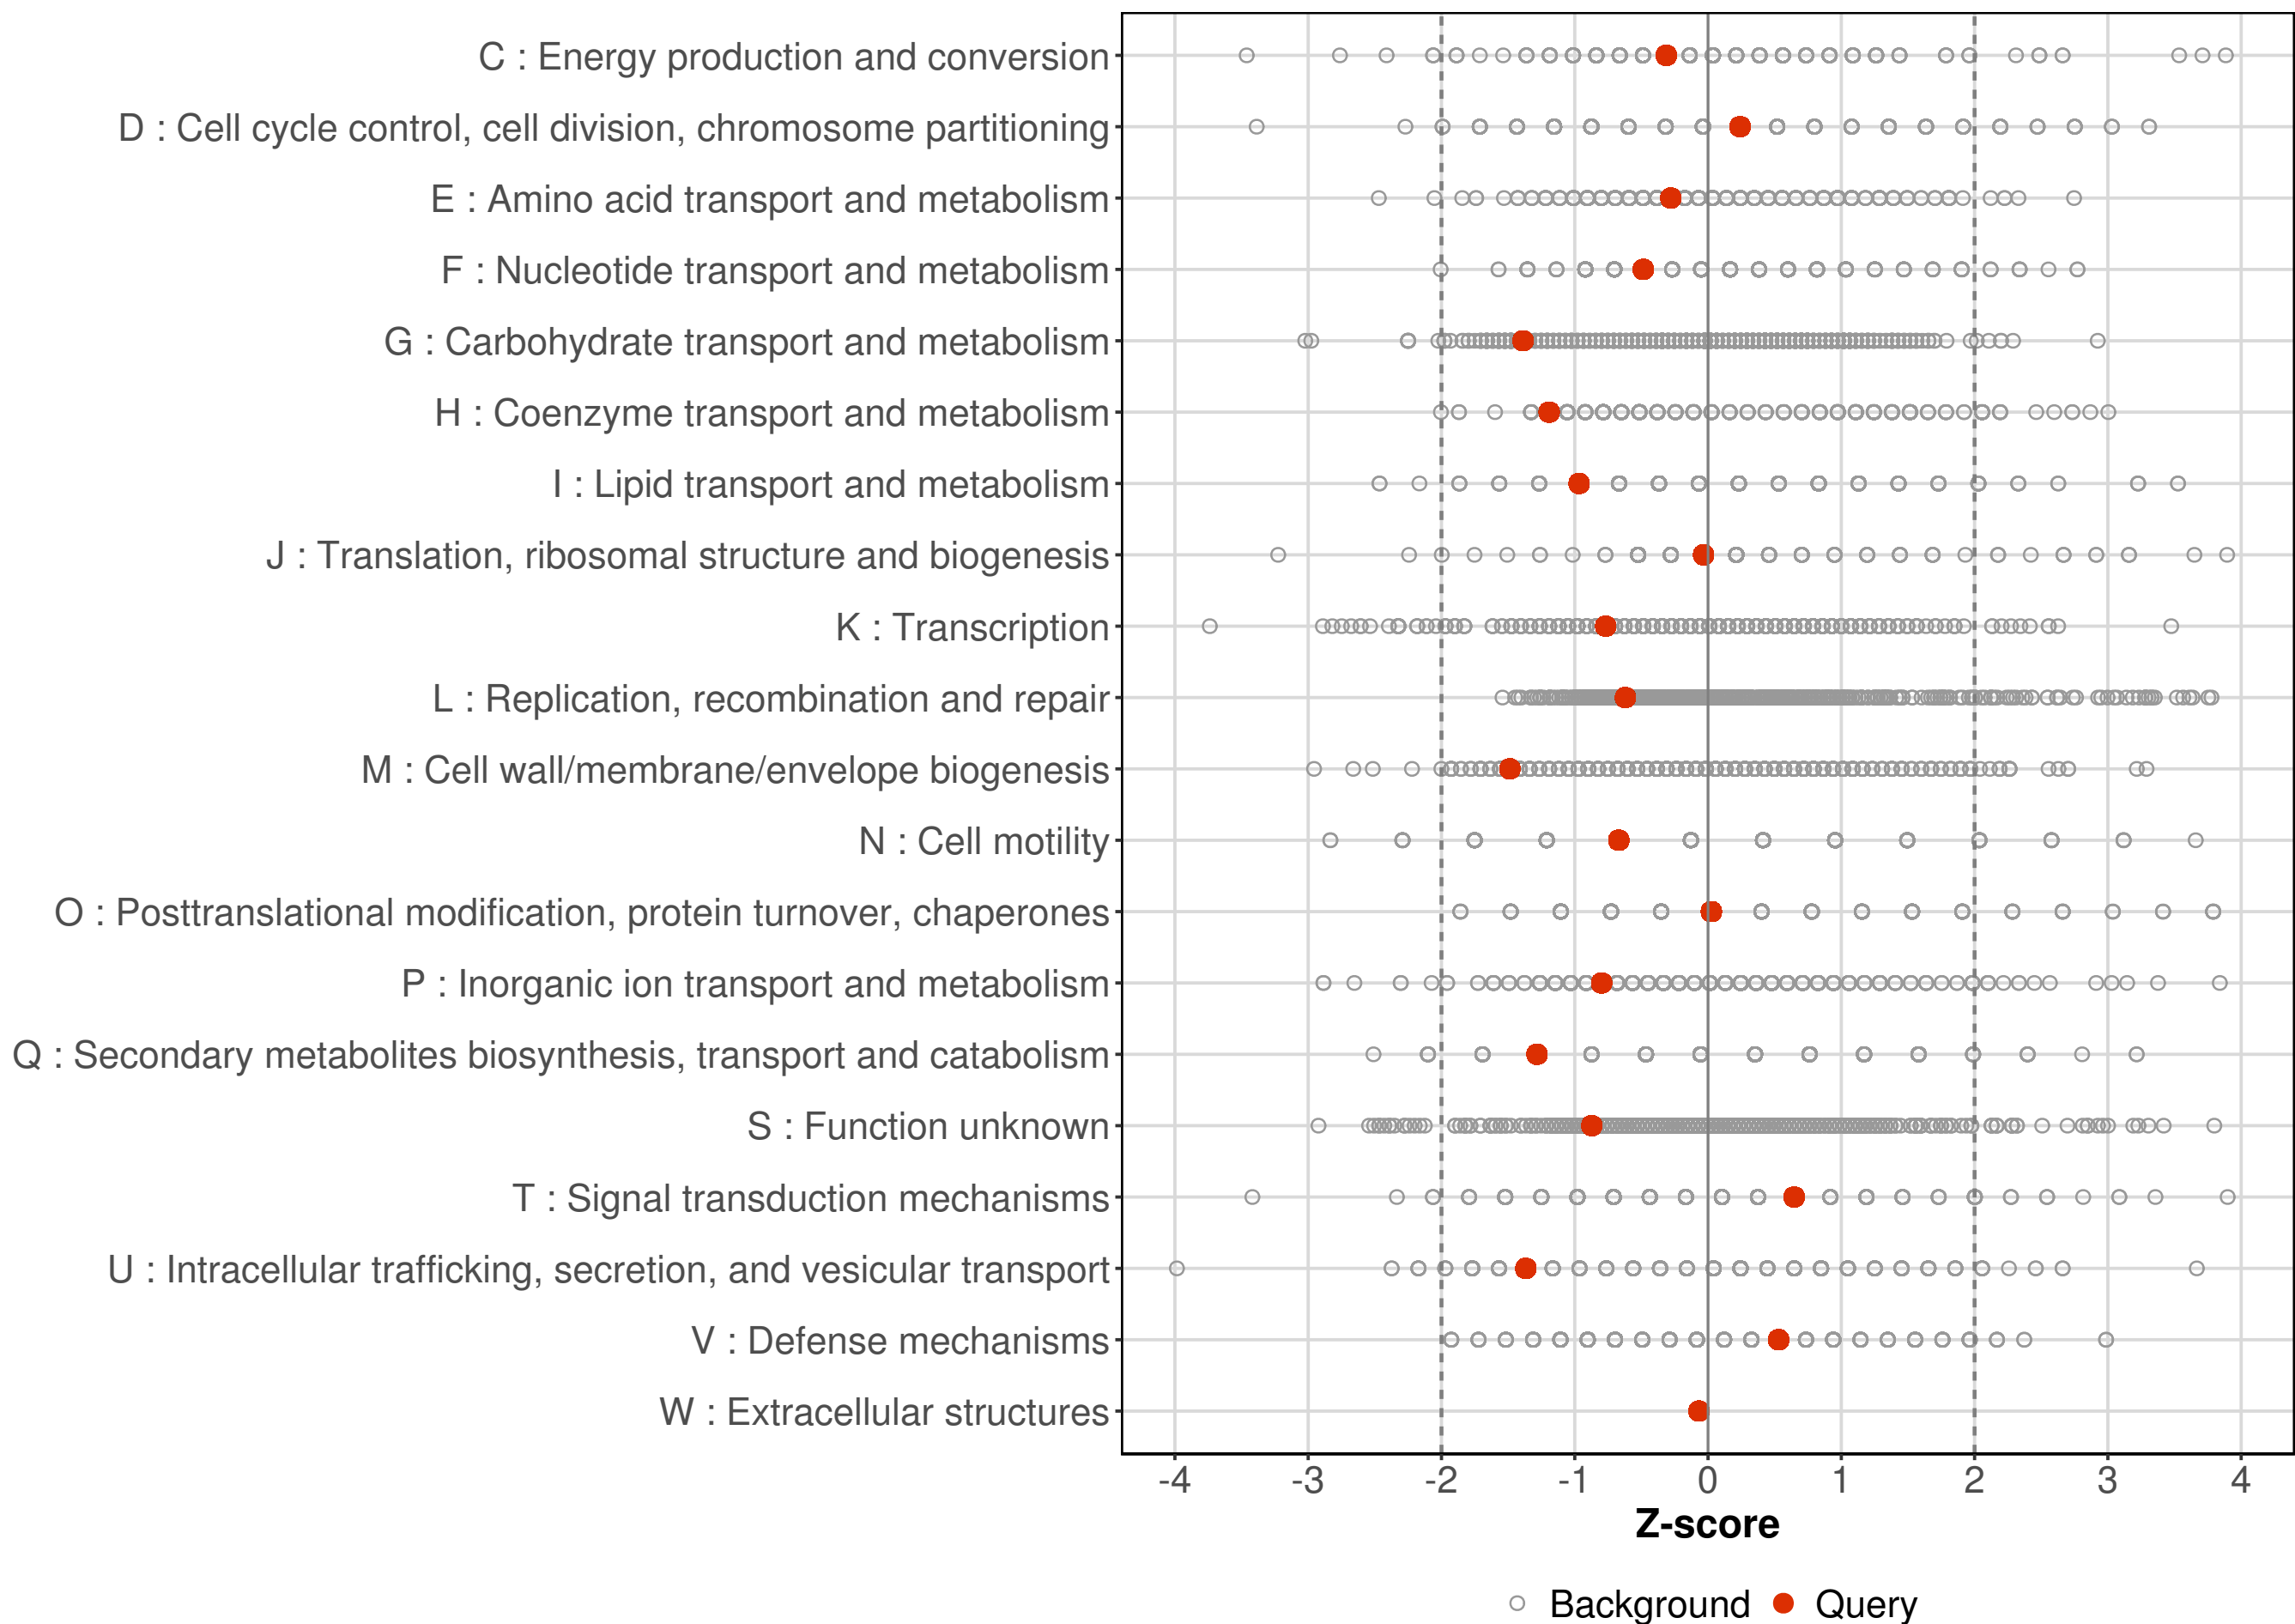 C : Energy production and conversion
D : Cell cycle control, cell division, chromosome partitioning
E : Amino acid transport and metabolism
F : Nucleotide transport and metabolism
G : Carbohydrate transport and metabolism
H : Coenzyme transport and metabolism
I : Lipid transport and metabolism
J : Translation, ribosomal structure and biogenesis
K : Transcription
L : Replication, recombination and repair
M : Cell wall/membrane/envelope biogenesis
N : Cell motility
O : Posttranslational modification, protein turnover, chaperones
P : Inorganic ion transport and metabolism
Q : Secondary metabolites biosynthesis, transport and catabolism
S : Function unknown
T : Signal transduction mechanisms
U : Intracellular trafficking, secretion, and vesicular transport
V : Defense mechanisms
W : Extracellular structures
-4 -3 -2 -1 0 1 2 3 4
Z-score
Background Query